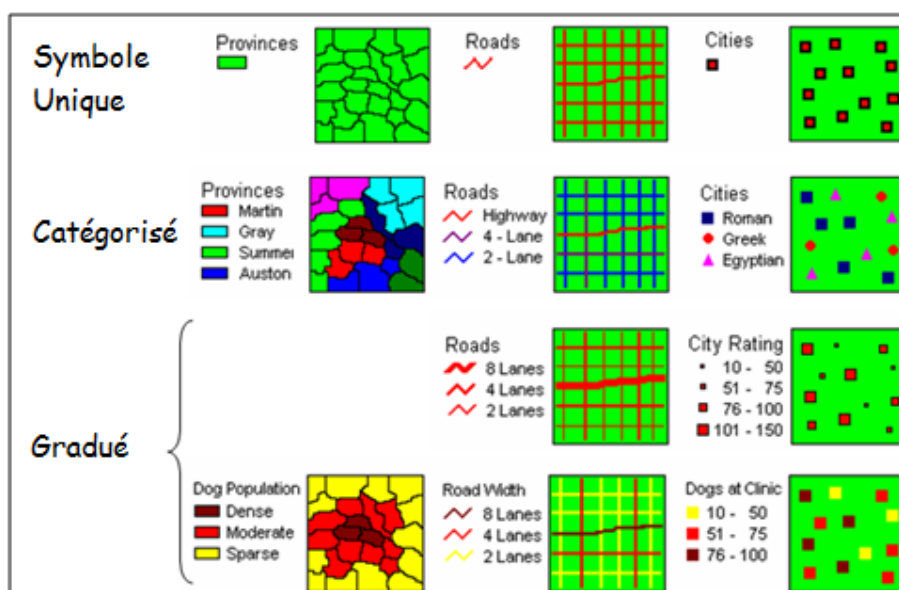 Symbole
Unique
Provinces
Roads
Cities
Catégorisé
Provinces
Martin
Gray
Summer
Auston
Roads
Highway
4 - Lane
2 - Lane
Cities
Roman
Greek
Egyptian
Gradué
Roads
8 Lanes
4 Lanes
2 Lanes
City Rating
10 - 50
51 - 75
76 - 100
101 - 150
Dog Population
Dense
Moderate
Sparse
Road Width
8 Lanes
4 Lanes
2 Lanes
Dogs at Clinic
10 - 50
51 - 75
76 - 100